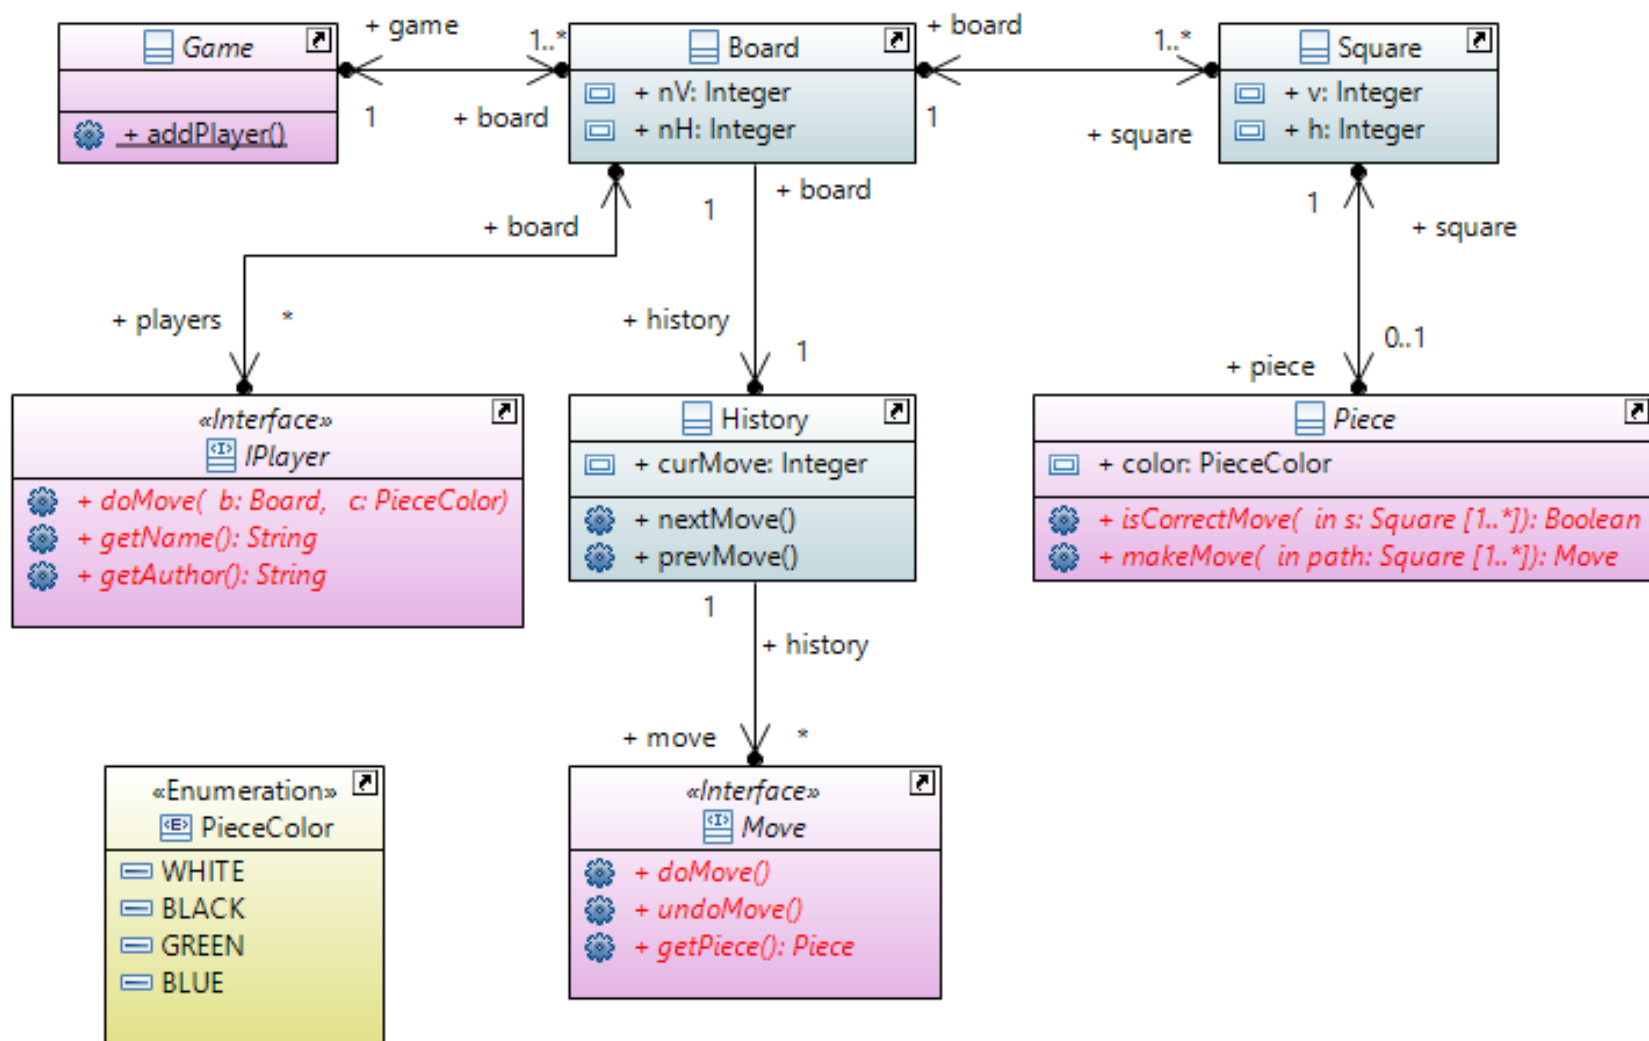 + game
1..*
+ board
1..*
Game
Board
Square
+ addPlayer()
1
+ board
+ nV: Integer
+ nH: Integer
1
+ square
+ v: Integer
+ h: Integer
+ board
1
+ board
1
+ square
+ players
*
+ history
1
0..1
+ piece
«Interface»
IPlayer
+ doMove( b: Board, c: PieceColor)
+ getName(): String
+ getAuthor(): String
History
+ curMove: Integer
+ nextMove()
+ prevMove()
Piece
+ color: PieceColor
+ isCorrectMove( in s: Square [1..*]): Boolean
+ makeMove( in path: Square [1..*]): Move
1
+ history
+ move
*
«Enumeration»
PieceColor
WHITE
BLACK
GREEN
BLUE
«Interface»
Move
+ doMove()
+ undoMove()
+ getPiece(): Piece
<E>
<I>
<I>